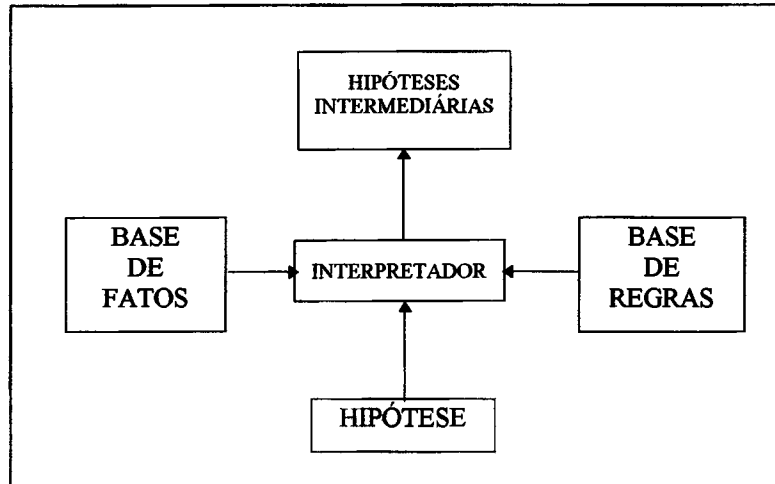 HIPÓTESES
INTERMEDIÁRIAS
BASE
DE
FATOS
INTERPRETADOR
BASE
DE
REGRAS
HIPÓTESE